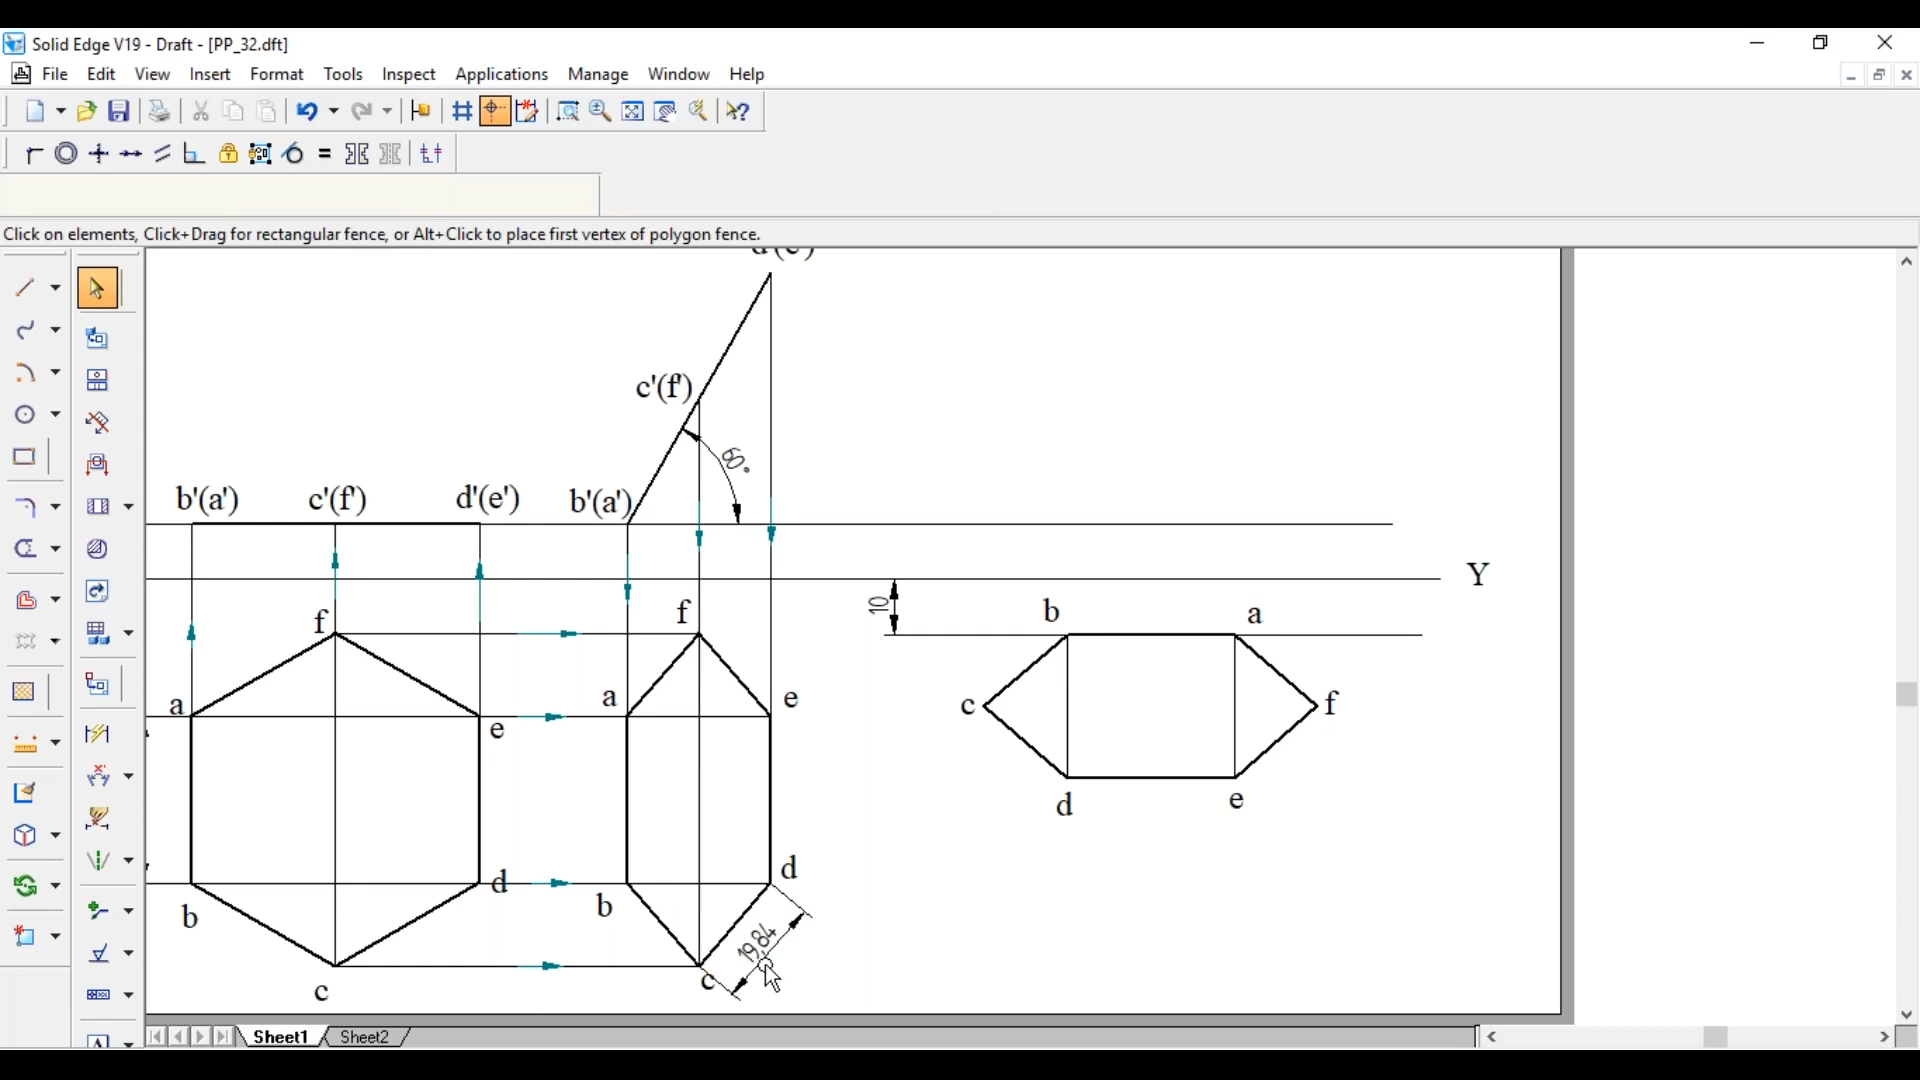 Solid Edge V19 - Draft - [PP_32.dft]
File Edit View Insert Format Tools Inspect Applications Manage Window Help
Click on elements, Click+Drag for rectangular fence, or Alt+Click to place first vertex of polygon fence.
c'(f')
60°
b'(a') c'(f') d'(e') b'(a')
Y
10
f f b a
a e a e c f
d e
b d b d
19,84
c c
Sheet1 Sheet2